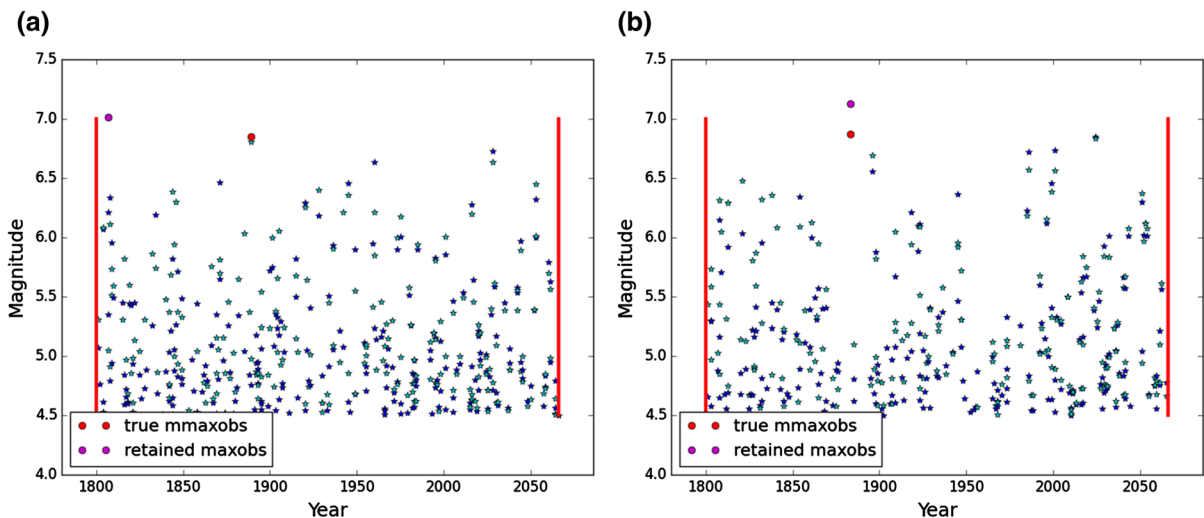 (a)
7.5
7.0
6.5
6.0
5.5
5.0
4.5
4.0
Magnitude
true mmaxobs
retained maxobs
1800 1850 1900 1950 2000 2050
Year
(b)
7.5
7.0
6.5
6.0
5.5
5.0
4.5
4.0
Magnitude
true mmaxobs
retained maxobs
1800 1850 1900 1950 2000 2050
Year